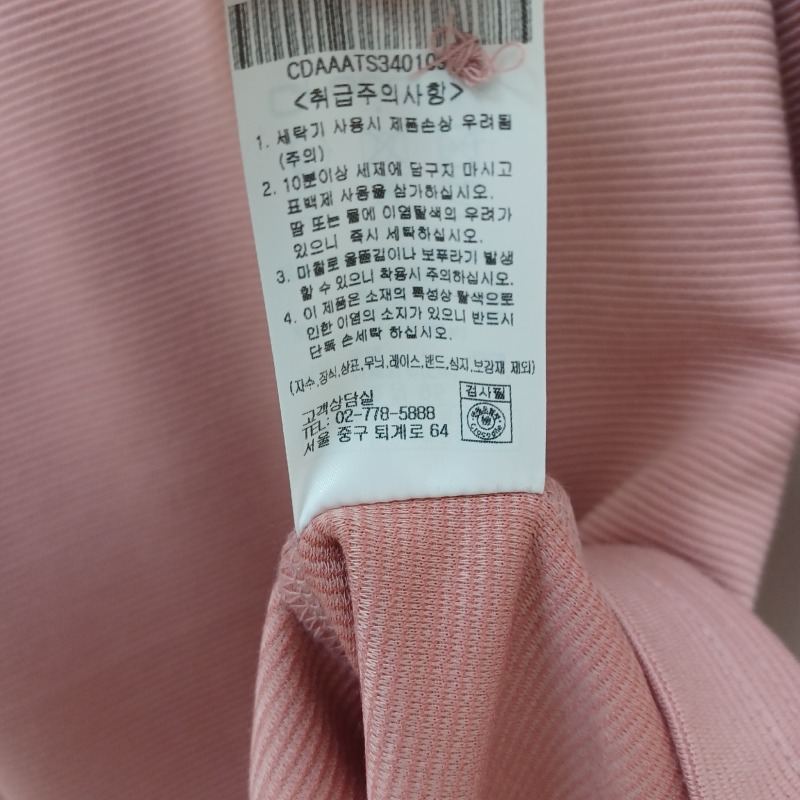 CDAAATS34010
<취급주의사항>
1. 세탁기 사용시 제품손상 우려됨
(주의)
2. 10분이상 세제에 담구지 마시고
표백제 사용을 삼가하십시오.
땀 또는 물에 이염탈색의 우려가
있으니 즉시 세탁하십시오.
3. 마찰로 올뜯김이나 보푸라기 발생
할 수 있으니 착용시 주의하십시오.
4. 이 제품은 소재의 특성상 탈색으로
인한 이염의 소지가 있으니 반드시
단독 손세탁 하십시오.
(자수,장식,상표,무늬,레이스,밴드,심지,보강재 제외)
고객상담실
TEL: 02-778-5888
서울 중구 퇴계로 64
검사필
Crocodile